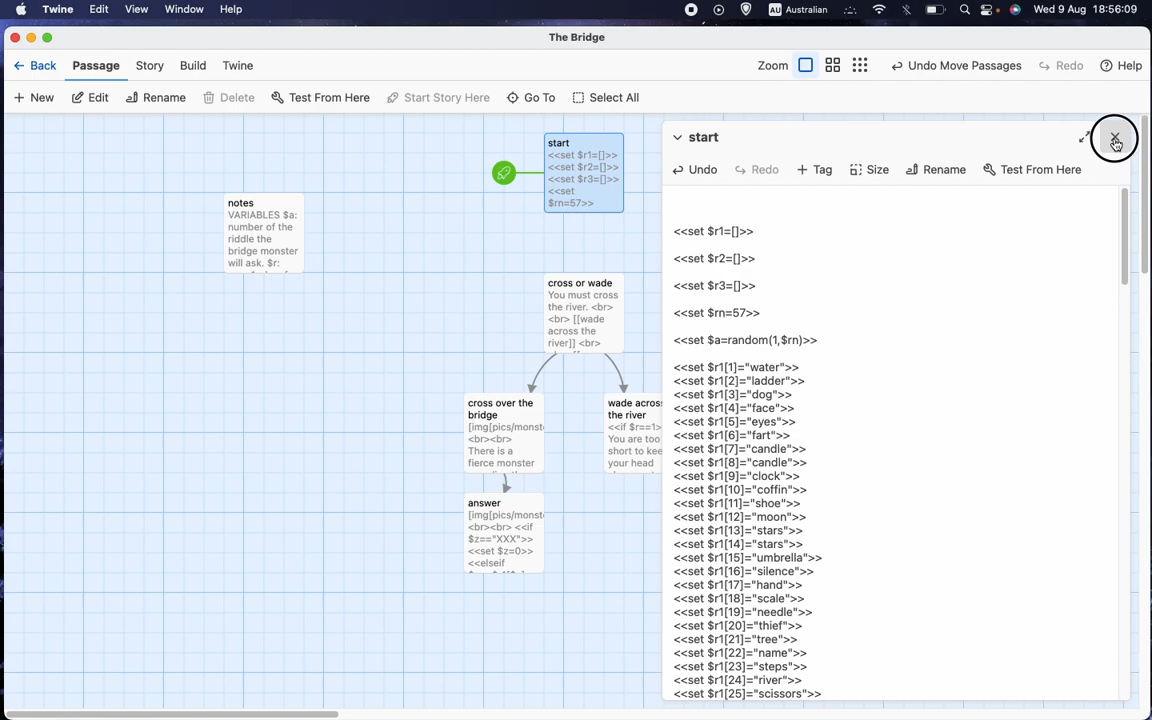 Twine Edit View Window Help AU Australian Wed 9 Aug 18:56:09
The Bridge
Back Passage Story Build Twine Zoom Undo Move Passages Redo Help
New Edit Rename Delete Test From Here Start Story Here Go To Select All
start
<<set $r1=[]>>
<<set $r2=[]>>
<<set $r3=[]>>
<<set
$rn=57>>
notes
VARIABLES $a:
number of the
riddle the
bridge monster
will ask. $r:
cross or wade
You must cross
the river. <br>
<br> [[wade
across the
river]] <br>
cross over the
bridge
[img[pics/monst
<br><br>
There is a
fierce monster
wade across
the river
<<if $r==1>
You are too
short to kee
your head
answer
[img[pics/monst
<br><br> <<if
$z=="XXX">>
<<set $z=0>>
<<elseif
start
Undo Redo Tag Size Rename Test From Here
<<set $r1=[]>>
<<set $r2=[]>>
<<set $r3=[]>>
<<set $rn=57>>
<<set $a=random(1,$rn)>>
<<set $r1[1]="water">>
<<set $r1[2]="ladder">>
<<set $r1[3]="dog">>
<<set $r1[4]="face">>
<<set $r1[5]="eyes">>
<<set $r1[6]="fart">>
<<set $r1[7]="candle">>
<<set $r1[8]="candle">>
<<set $r1[9]="clock">>
<<set $r1[10]="coffin">>
<<set $r1[11]="shoe">>
<<set $r1[12]="moon">>
<<set $r1[13]="stars">>
<<set $r1[14]="stars">>
<<set $r1[15]="umbrella">>
<<set $r1[16]="silence">>
<<set $r1[17]="hand">>
<<set $r1[18]="scale">>
<<set $r1[19]="needle">>
<<set $r1[20]="thief">>
<<set $r1[21]="tree">>
<<set $r1[22]="name">>
<<set $r1[23]="steps">>
<<set $r1[24]="river">>
<<set $r1[25]="scissors">>